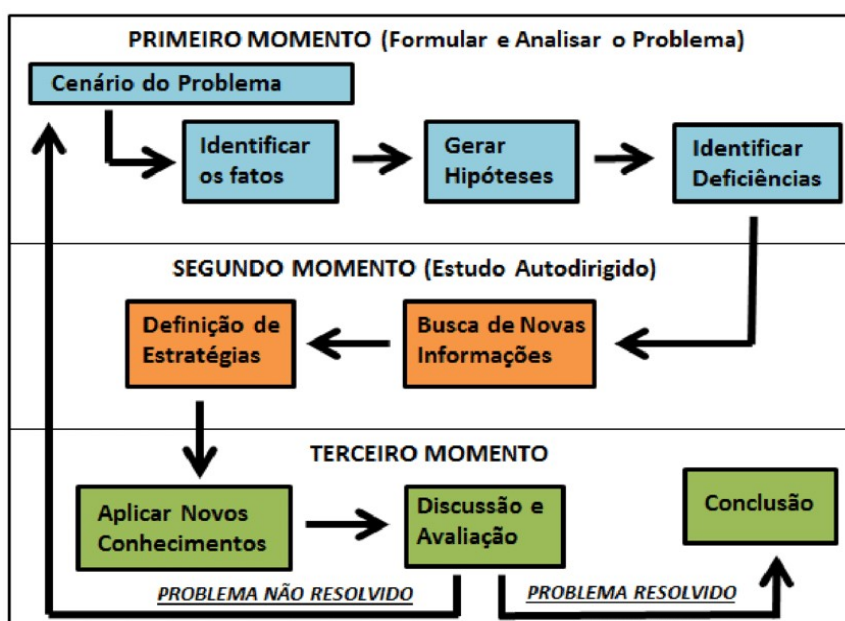 PRIMEIRO MOMENTO (Formular e Analisar o Problema)
Cenário do Problema
Identificar
os fatos
Gerar
Hipóteses
Identificar
Deficiências
SEGUNDO MOMENTO (Estudo Autodirigido)
Definição de
Estratégias
Busca de Novas
Informações
TERCEIRO MOMENTO
Aplicar Novos
Conhecimentos
Discussão e
Avaliação
Conclusão
PROBLEMA NÃO RESOLVIDO
PROBLEMA RESOLVIDO